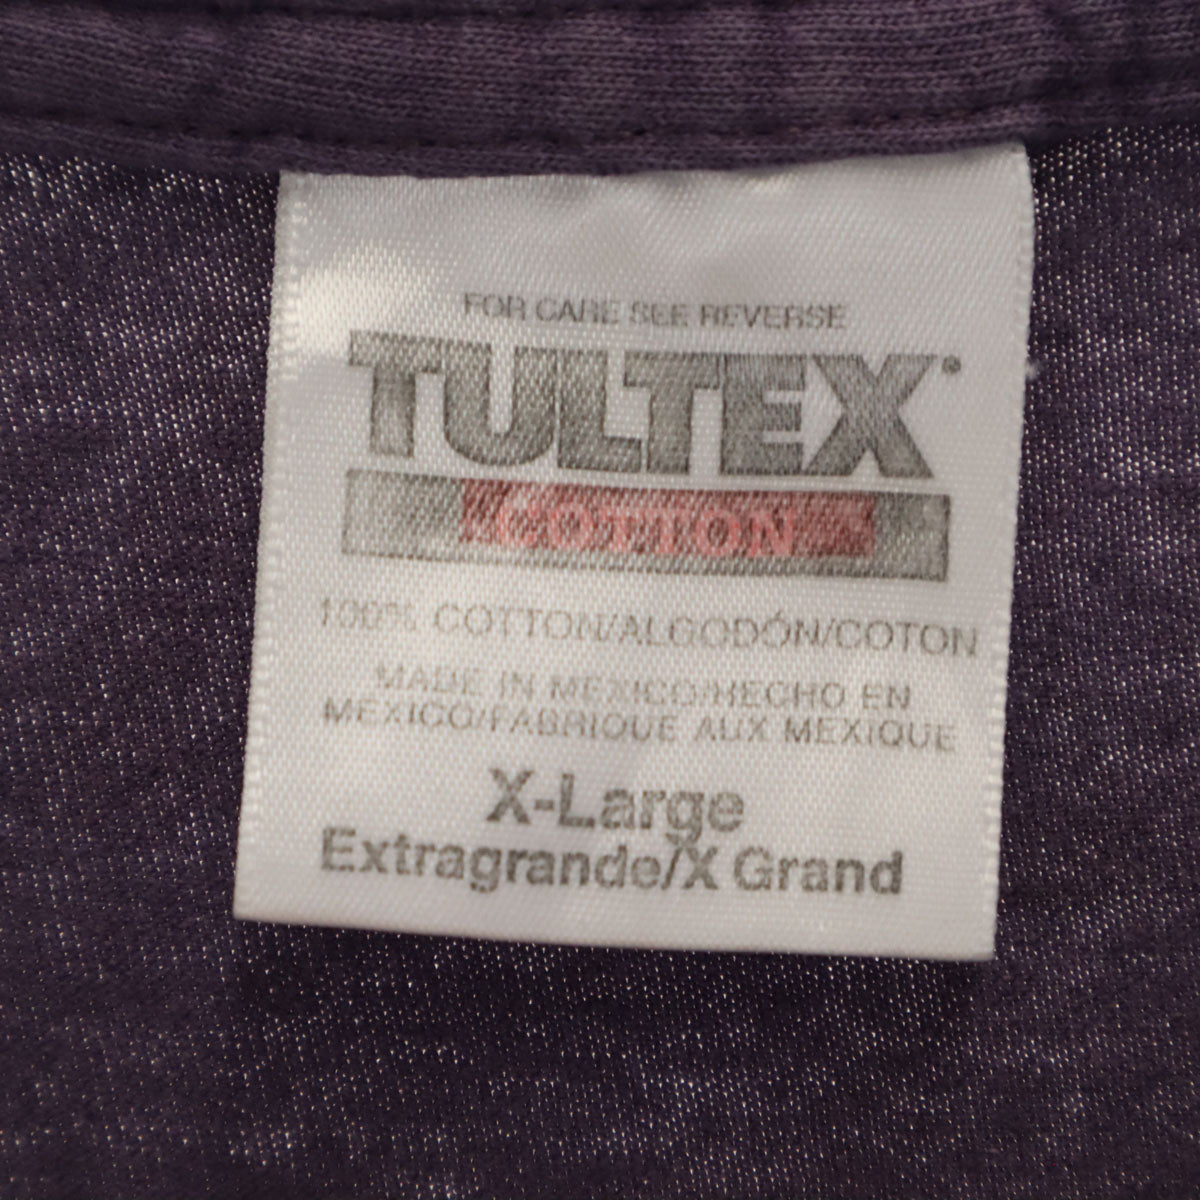 FOR CARE SEE REVERSE
TULTEX
COTTON
100% COTTON/ALGODÓN/COTON
MADE IN MEXICO/HECHO EN
MEXICO/FABRIQUE AUX MEXIQUE
X-Large
Extragrande/X Grand